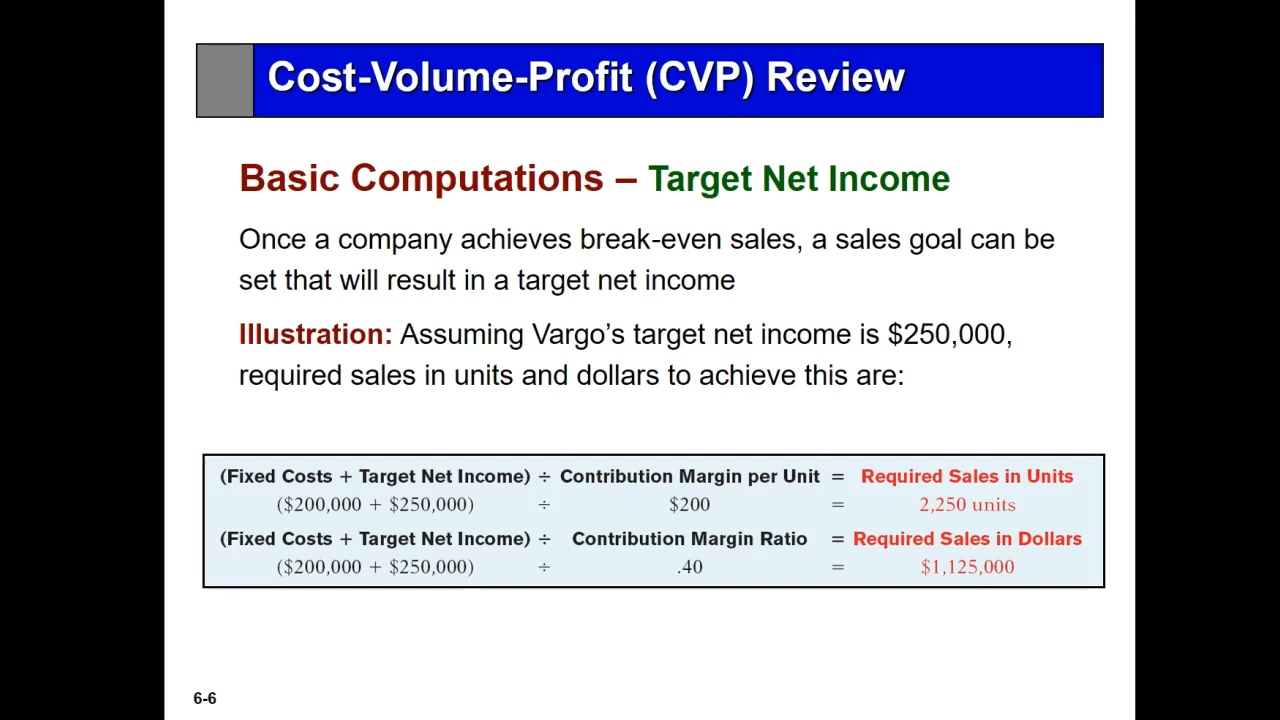 Cost-Volume-Profit (CVP) Review
Basic Computations – Target Net Income
Once a company achieves break-even sales, a sales goal can be
set that will result in a target net income
Illustration: Assuming Vargo’s target net income is $250,000,
required sales in units and dollars to achieve this are:
(Fixed Costs + Target Net Income) ÷ Contribution Margin per Unit = Required Sales in Units
($200,000 + $250,000) ÷ $200 = 2,250 units
(Fixed Costs + Target Net Income) ÷ Contribution Margin Ratio = Required Sales in Dollars
($200,000 + $250,000) ÷ .40 = $1,125,000
6-6